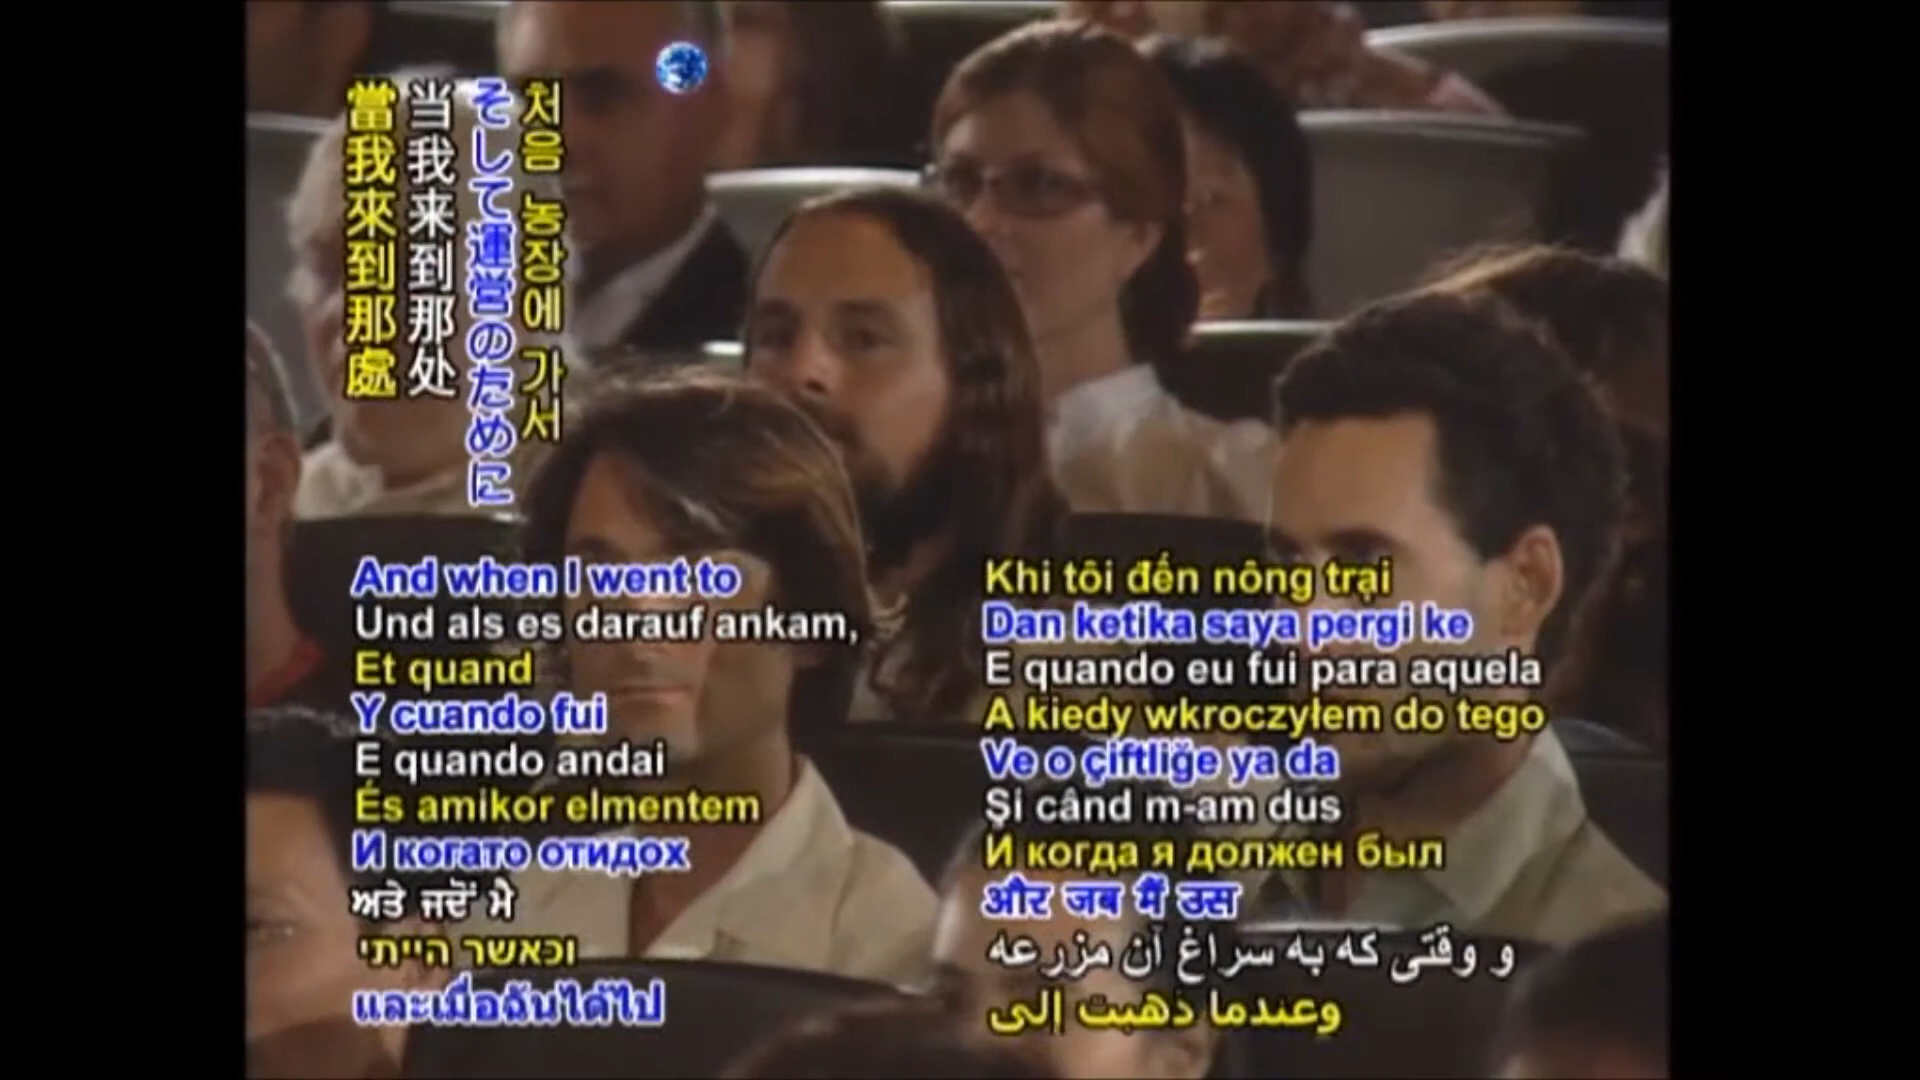 當我來到那處
当我来到那处
そして運営のために
처음 농장에 가서
And when I went to
Und als es darauf ankam,
Et quand
Y cuando fui
E quando andai
És amikor elmentem
И когато отидох
ਅਤੇ ਜਦੋਂ ਮੈ
וכאשר הייתי
และเมื่อฉันได้ไป
Khi tôi đến nông trại
Dan ketika saya pergi ke
E quando eu fui para aquela
A kiedy wkroczyłem do tego
Ve o çiftliğe ya da
Şi când m-am dus
И когда я должен был
और जब मैं उस
و وقتی که به سراغ آن مزرعه
وعندما ذهبت إلى